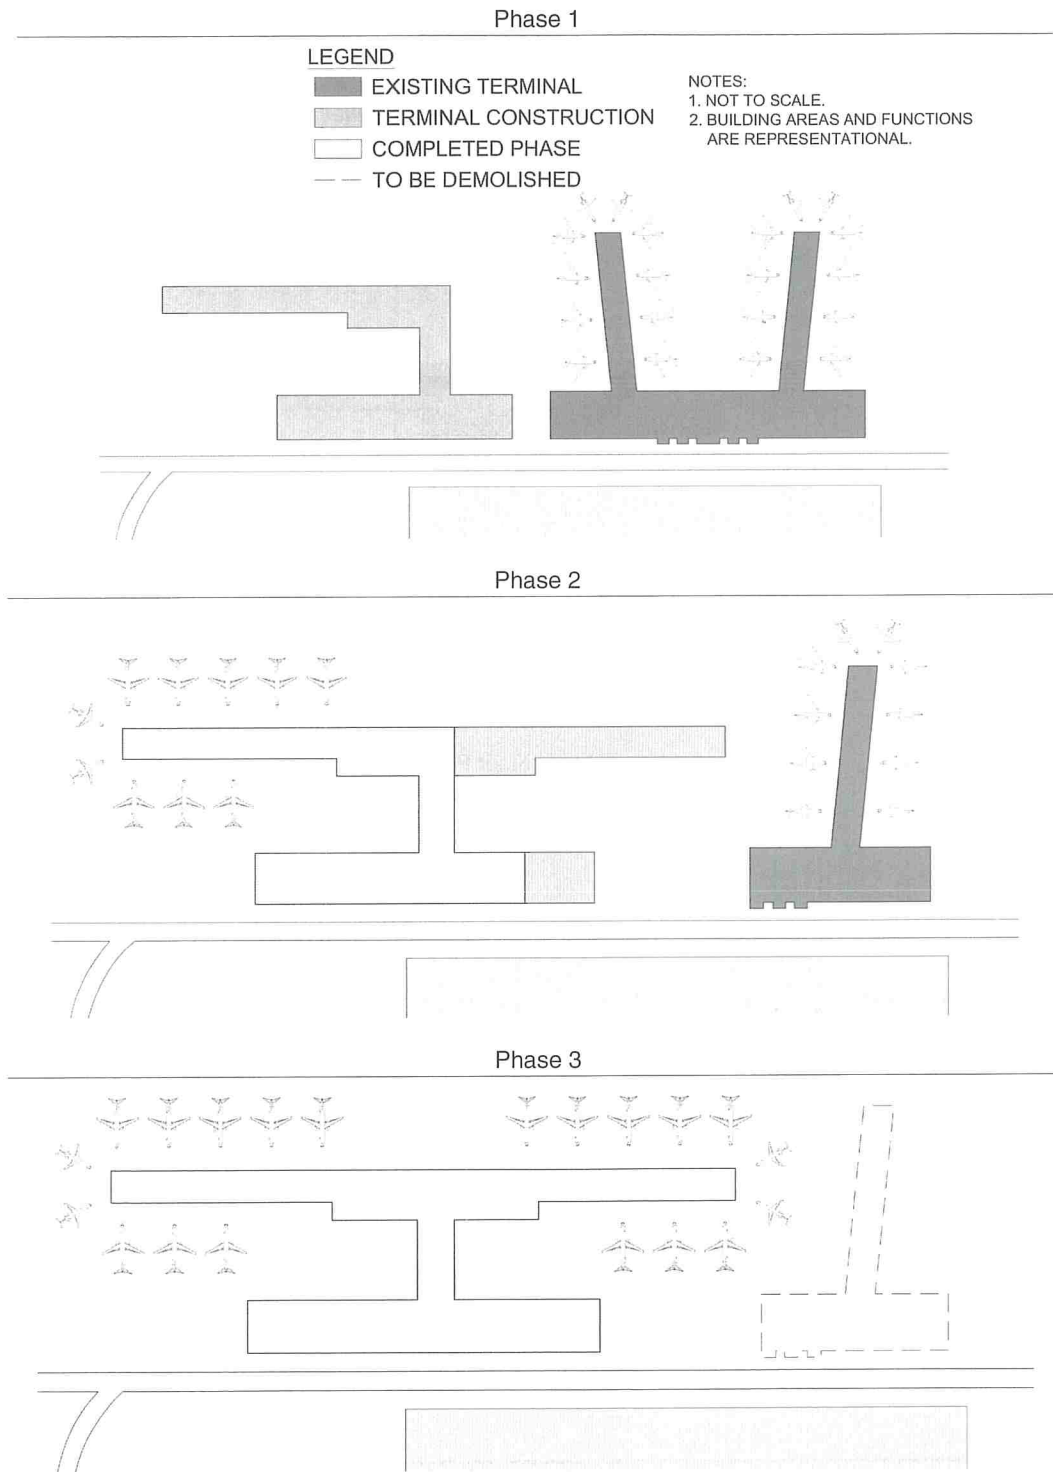 Phase 1
LEGEND
EXISTING TERMINAL
TERMINAL CONSTRUCTION
COMPLETED PHASE
TO BE DEMOLISHED
NOTES:
1. NOT TO SCALE.
2. BUILDING AREAS AND FUNCTIONS
ARE REPRESENTATIONAL.
Phase 2
Phase 3